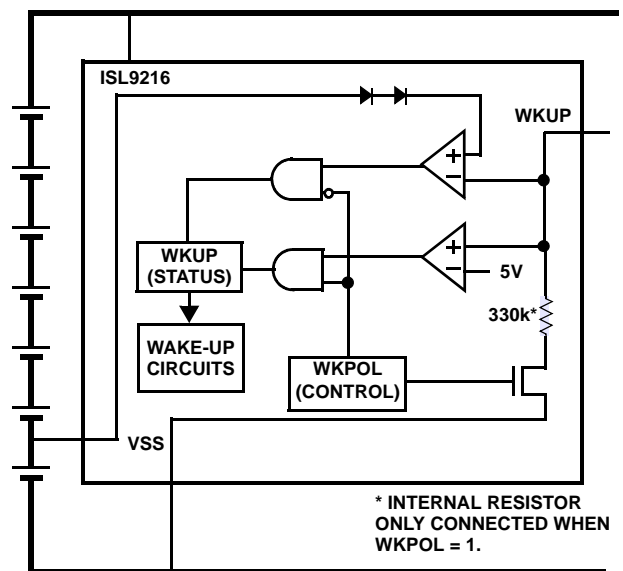 ISL9216
WKUP
+
−
+
−
5V
WKUP
(STATUS)
330k*
WAKE-UP
CIRCUITS
WKPOL
(CONTROL)
VSS
* INTERNAL RESISTOR
ONLY CONNECTED WHEN
WKPOL = 1.